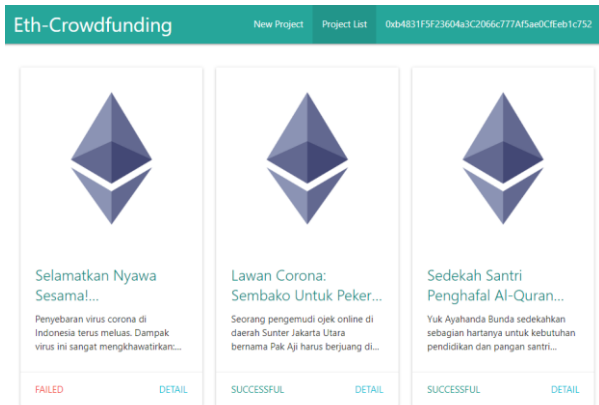 Eth-Crowdfunding
New Project
Project List
0xb4831F5F23604a3C2066c777Af5ae0CfEeb1c752
Selamatkan Nyawa
Sesama!...
Penyebaran virus corona di
Indonesia terus meluas. Dampak
virus ini sangat mengkhawatirkan:...
FAILED
DETAIL
Lawan Corona:
Sembako Untuk Peker...
Seorang pengemudi ojek online di
daerah Sunter Jakarta Utara
bernama Pak Aji harus berjuang di...
SUCCESSFUL
DETAIL
Sedekah Santri
Penghafal Al-Quran...
Yuk Ayahanda Bunda sedekahkan
sebagian hartanya untuk kebutuhan
pendidikan dan pangan santri...
SUCCESSFUL
DETAIL